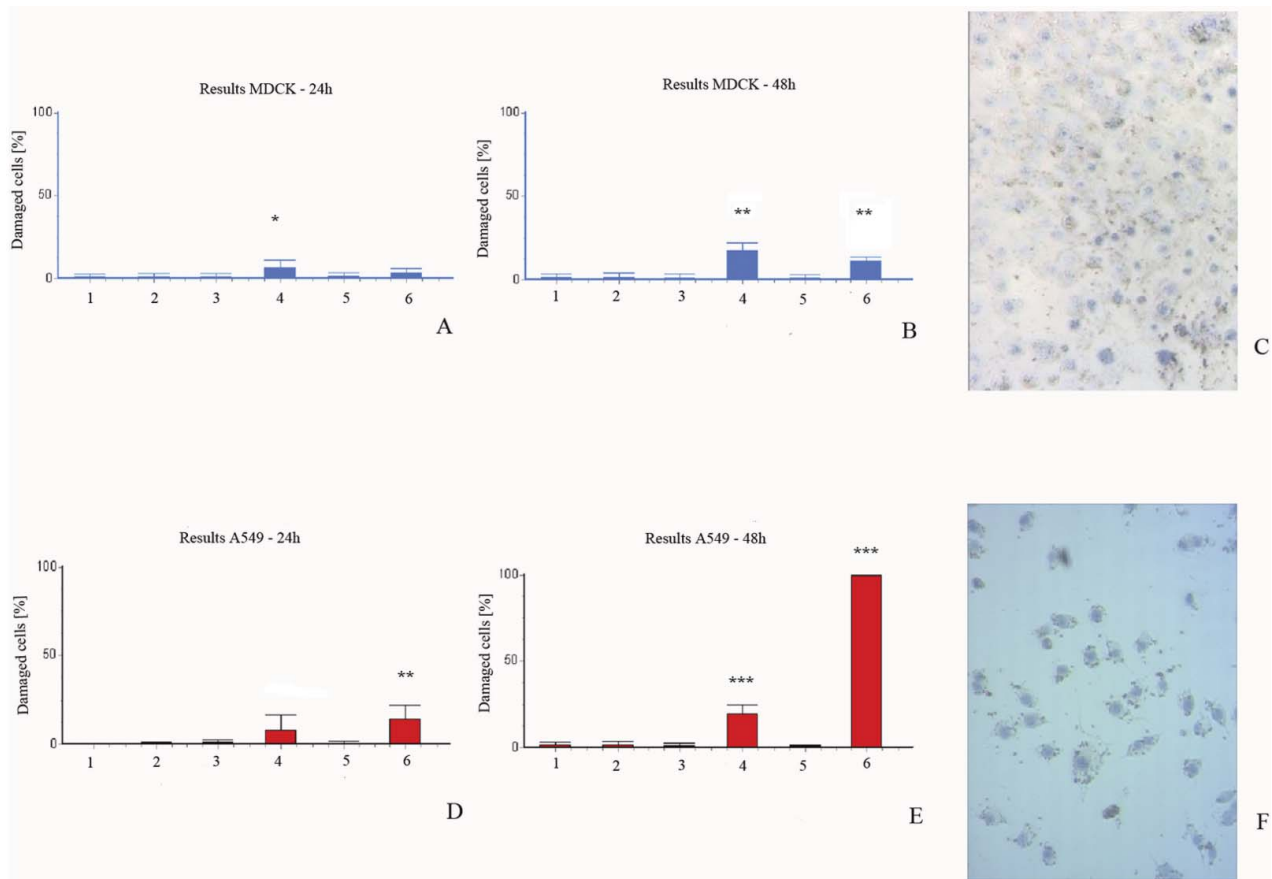 Results MDCK - 24h
Damaged cells [%]
100
50
0
*
1 2 3 4 5 6
A
Results MDCK - 48h
Damaged cells [%]
100
50
0
** **
1 2 3 4 5 6
B
C
Results A549 - 24h
Damaged cells [%]
100
50
0
**
1 2 3 4 5 6
D
Results A549 - 48h
Damaged cells [%]
100
50
0
*** ***
1 2 3 4 5 6
E
F